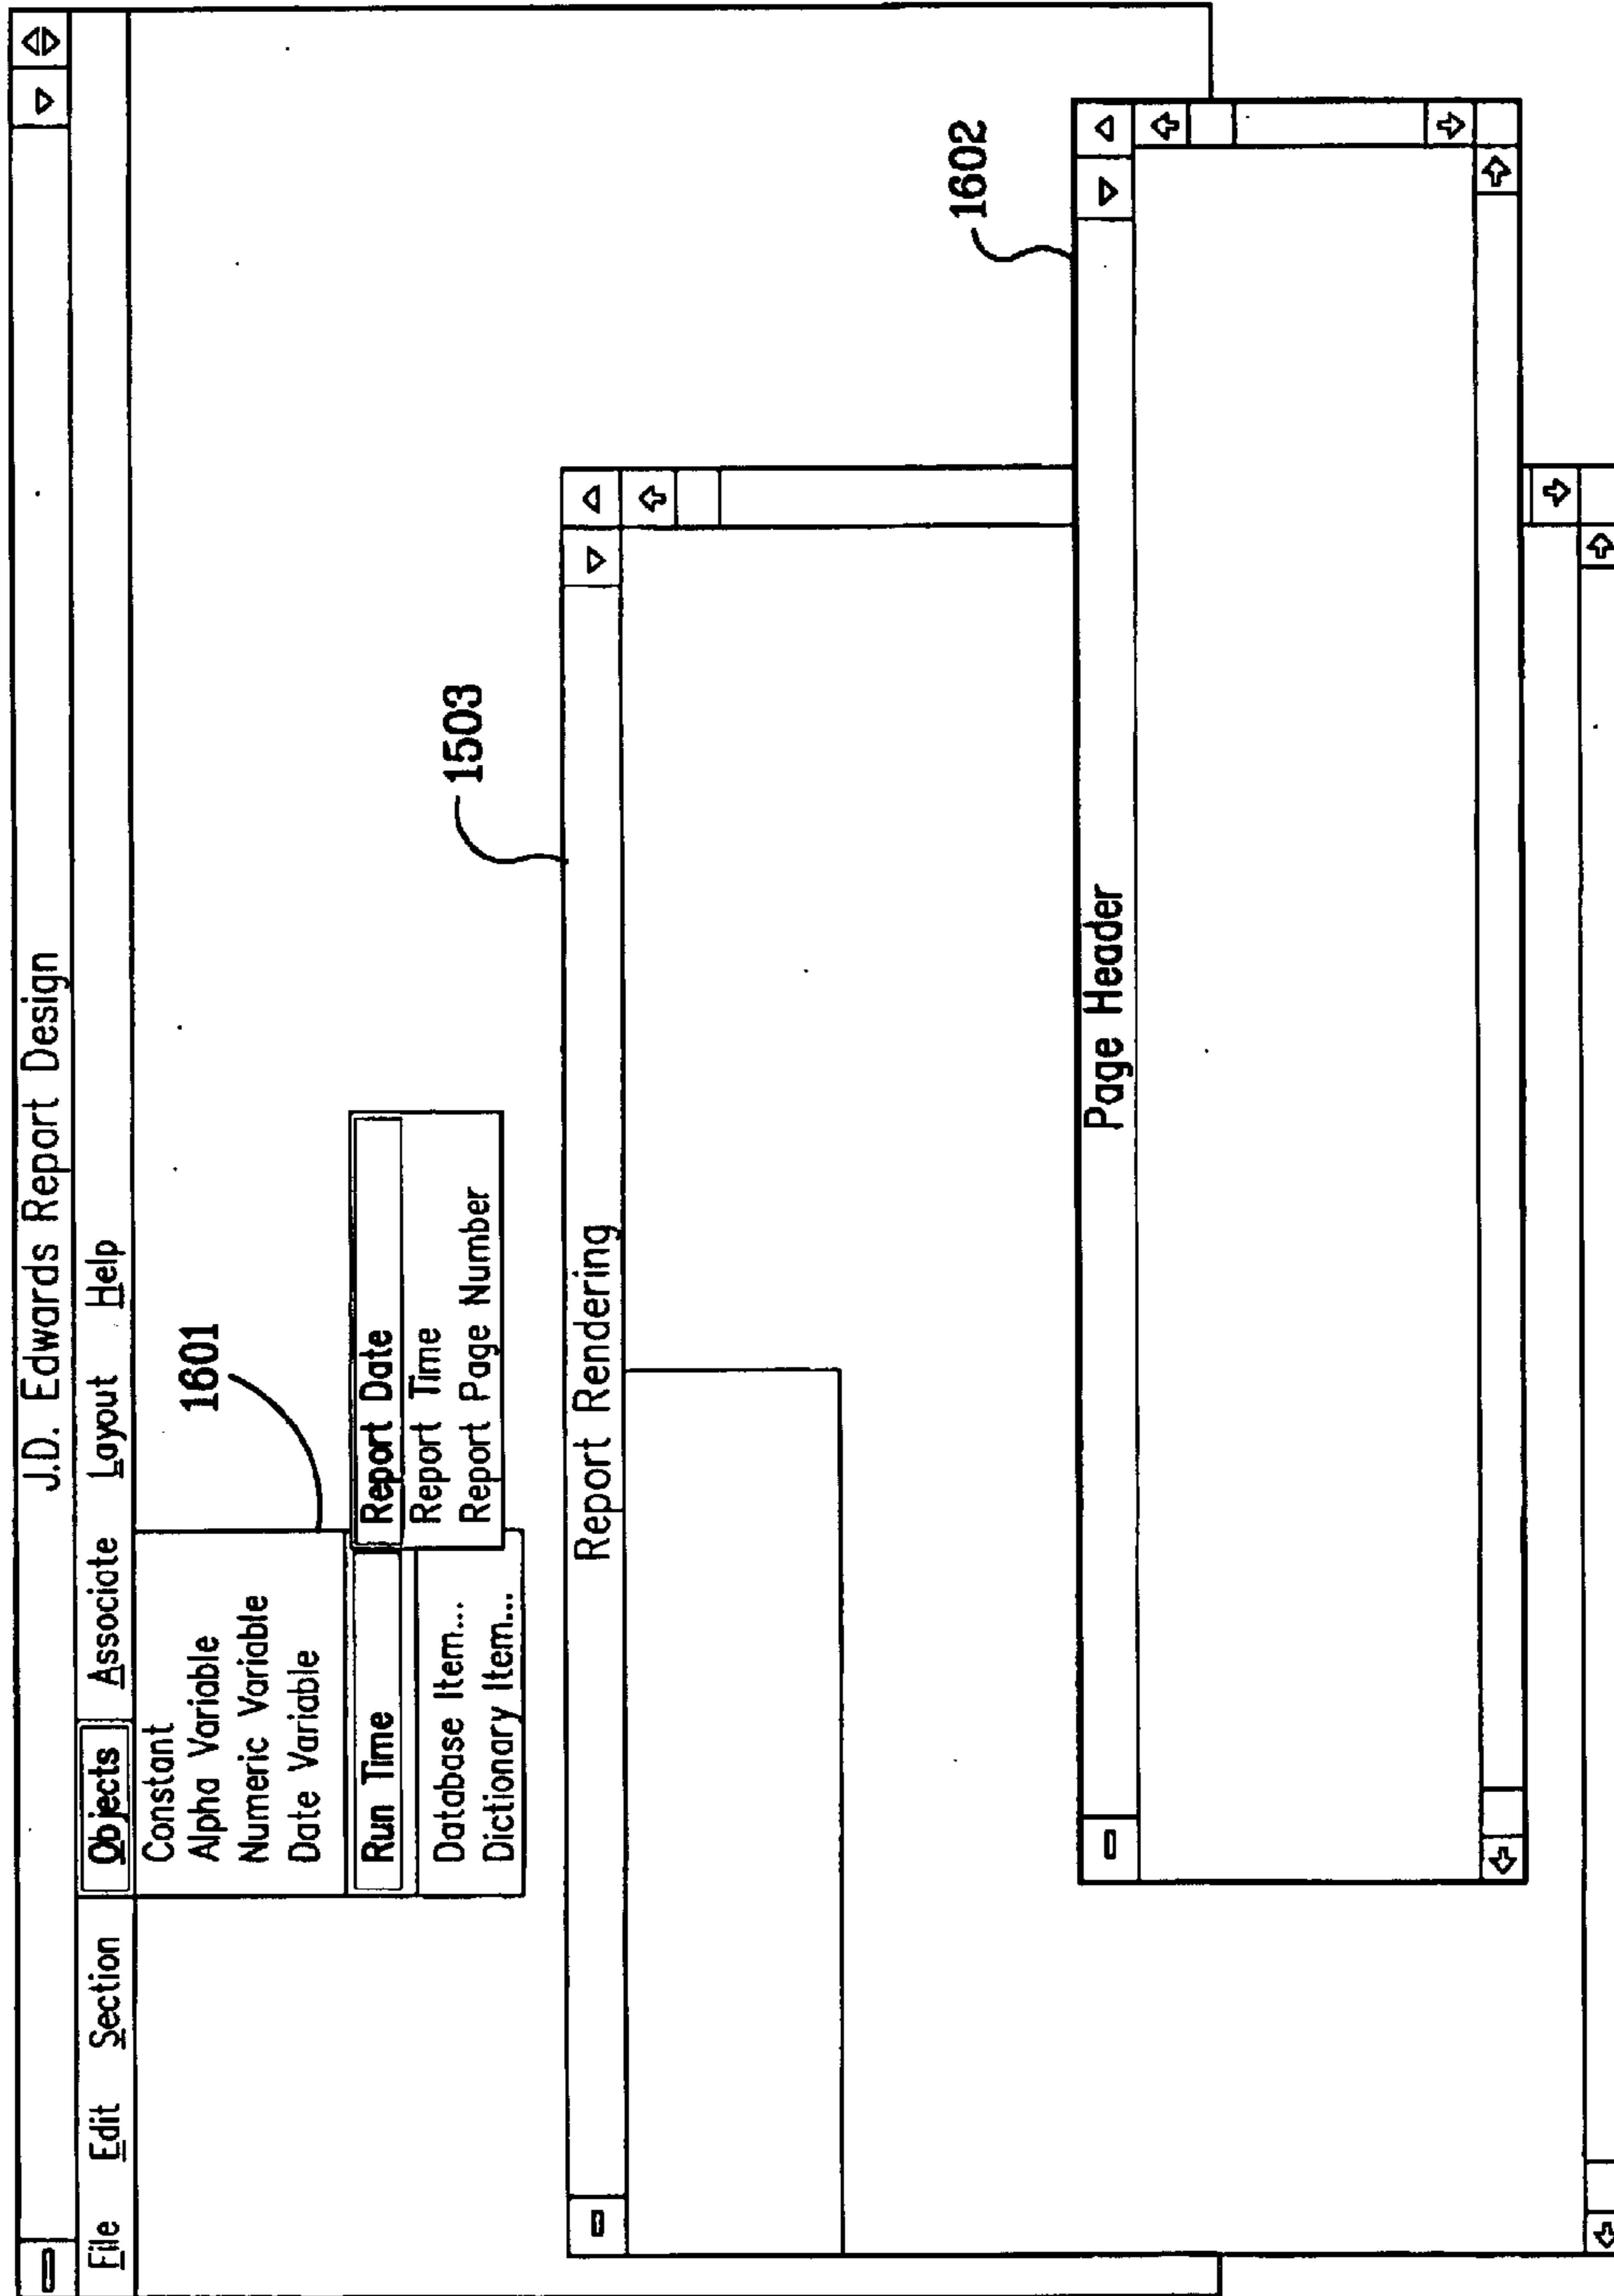 J.D. Edwards Report Design
File Edit Section Objects Associate Layout Help
Constant
Alpha Variable
Numeric Variable
Date Variable
Run Time
Database Item...
Dictionary Item...
1601
Report Date
Report Time
Report Page Number
1503
Report Rendering
1602
Page Header